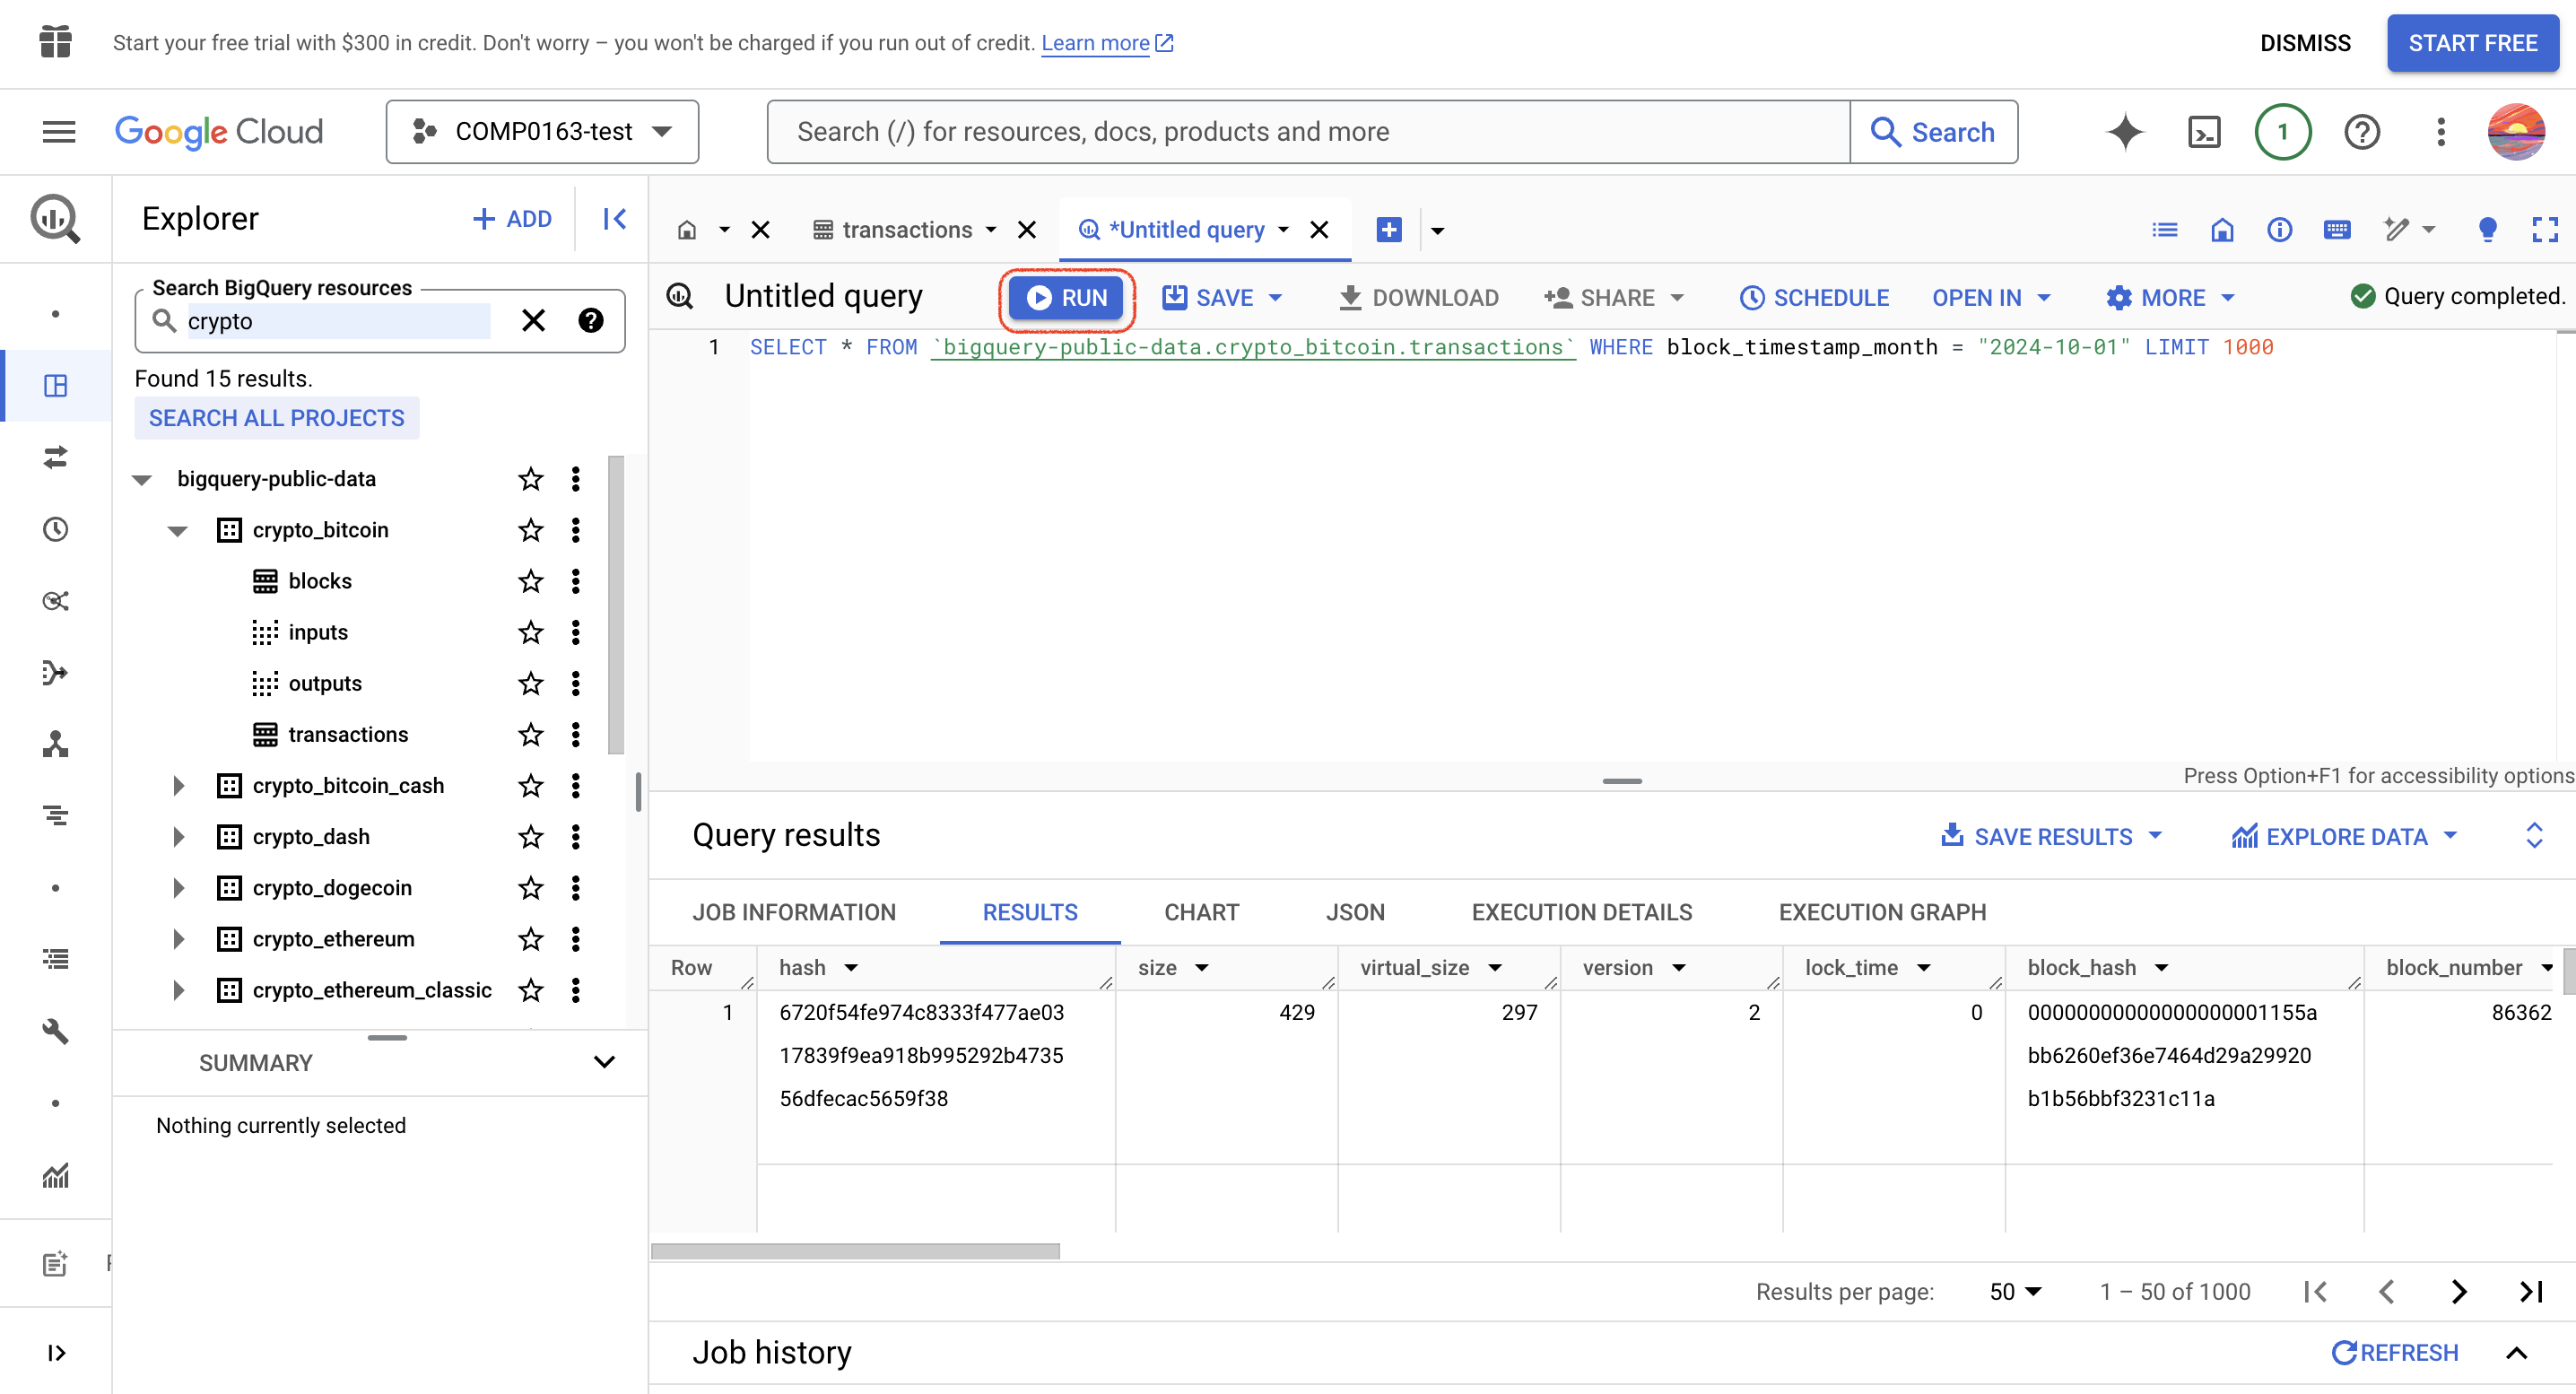 Start your free trial with $300 in credit. Don't worry – you won't be charged if you run out of credit. Learn more
DISMISS
START FREE
Google Cloud
COMP0163-test
Search (/) for resources, docs, products and more
Search
1
Explorer
+ ADD
transactions
*Untitled query
Search BigQuery resources
crypto
Untitled query
RUN
SAVE
DOWNLOAD
SHARE
SCHEDULE
OPEN IN
MORE
Query completed.
1 SELECT * FROM `bigquery-public-data.crypto_bitcoin.transactions` WHERE block_timestamp_month = "2024-10-01" LIMIT 1000
Found 15 results.
SEARCH ALL PROJECTS
bigquery-public-data
crypto_bitcoin
blocks
inputs
outputs
transactions
crypto_bitcoin_cash
crypto_dash
crypto_dogecoin
crypto_ethereum
crypto_ethereum_classic
SUMMARY
Nothing currently selected
Press Option+F1 for accessibility options
Query results
SAVE RESULTS
EXPLORE DATA
JOB INFORMATION
RESULTS
CHART
JSON
EXECUTION DETAILS
EXECUTION GRAPH
Row hash size virtual_size version lock_time block_hash block_number
1 6720f54fe974c8333f477ae03 429 297 2 0 00000000000000000001155a 86362
17839f9ea918b995292b4735 bb6260ef36e7464d29a29920
56dfecac5659f38 b1b56bbf3231c11a
Results per page: 50 1 – 50 of 1000
Job history
REFRESH